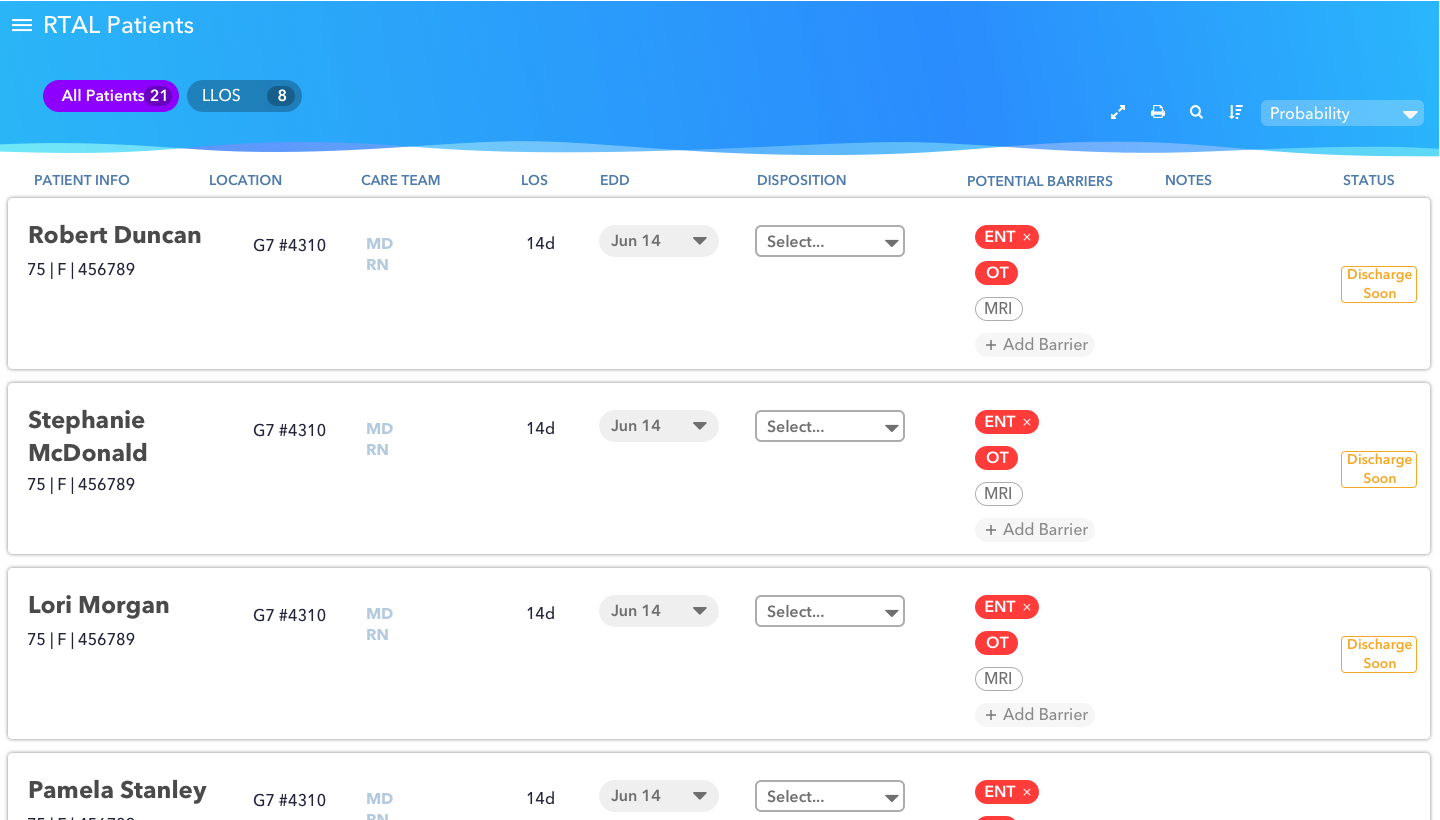 RTAL Patients
All Patients 21 LLOS 8
Probability
PATIENT INFO LOCATION CARE TEAM LOS EDD DISPOSITION POTENTIAL BARRIERS NOTES STATUS
Robert Duncan G7 #4310 MD 14d Jun 14 Select... ENT ×
75 | F | 456789 RN OT
Discharge
Soon
MRI
+ Add Barrier
Stephanie G7 #4310 MD 14d Jun 14 Select... ENT ×
McDonald RN OT
75 | F | 456789
Discharge
Soon
MRI
+ Add Barrier
Lori Morgan G7 #4310 MD 14d Jun 14 Select... ENT ×
75 | F | 456789 RN OT
Discharge
Soon
MRI
+ Add Barrier
Pamela Stanley G7 #4310 MD 14d Jun 14 Select... ENT ×
75 | F | 456789 RN